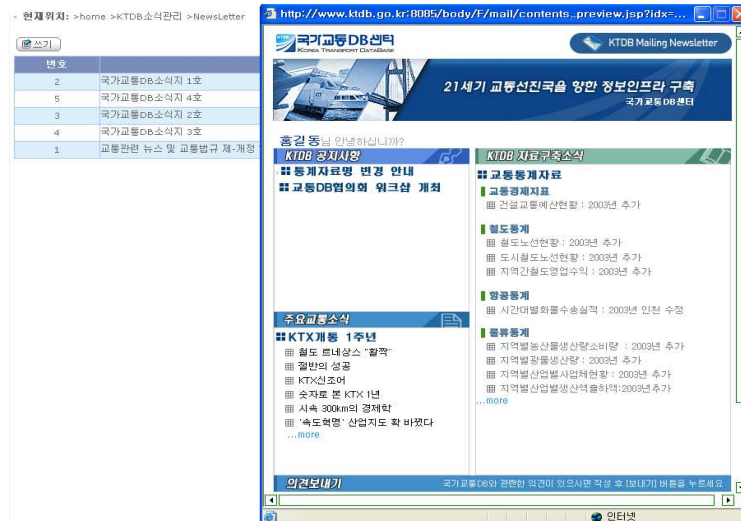 현재위치: >home >KTDB소식관리 >NewsLetter
쓰기
번호
2 국가교통DB소식지 1호
5 국가교통DB소식지 4호
3 국가교통DB소식지 2호
4 국가교통DB소식지 3호
1 교통관련 뉴스 및 교통법규 제·개정
http://www.ktdb.go.kr:8085/body/F/mail/contents_preview.jsp?idx=...
국가교통DB센터
KOREA TRANSPORT DATABASE
KTDB Mailing Newsletter
21세기 교통선진국을 향한 정보인프라 구축
국가교통DB센터
홍길동님 안녕하십니까?
KTDB 공지사항
통계자료명 변경 안내
교통DB협의회 워크샵 개최
주요교통소식
KTX개통 1주년
철도 르네상스 "활짝"
절반의 성공
KTX신조어
숫자로 본 KTX 1년
시속 300km의 경제학
'속도혁명' 산업지도 확 바꿨다
...more
KTDB 자료구축소식
교통통계자료
교통경제지표
건설교통예산현황 : 2003년 추가
철도통계
철도노선현황 : 2003년 추가
도시철도노선현황 : 2003년 추가
지역간철도영업수익 : 2003년 추가
항공통계
시간대별화물수송실적 : 2003년 인천 수정
물류통계
지역별농산물생산량소비량 : 2003년 추가
지역별광물생산량 : 2003년 추가
지역별산업별사업체현황 : 2003년 추가
지역별산업별생산액출하액:2003년추가
...more
의견보내기
국가교통DB와 관련한 의견이 있으시면 작성 후 [보내기] 버튼을 누르세요
인터넷